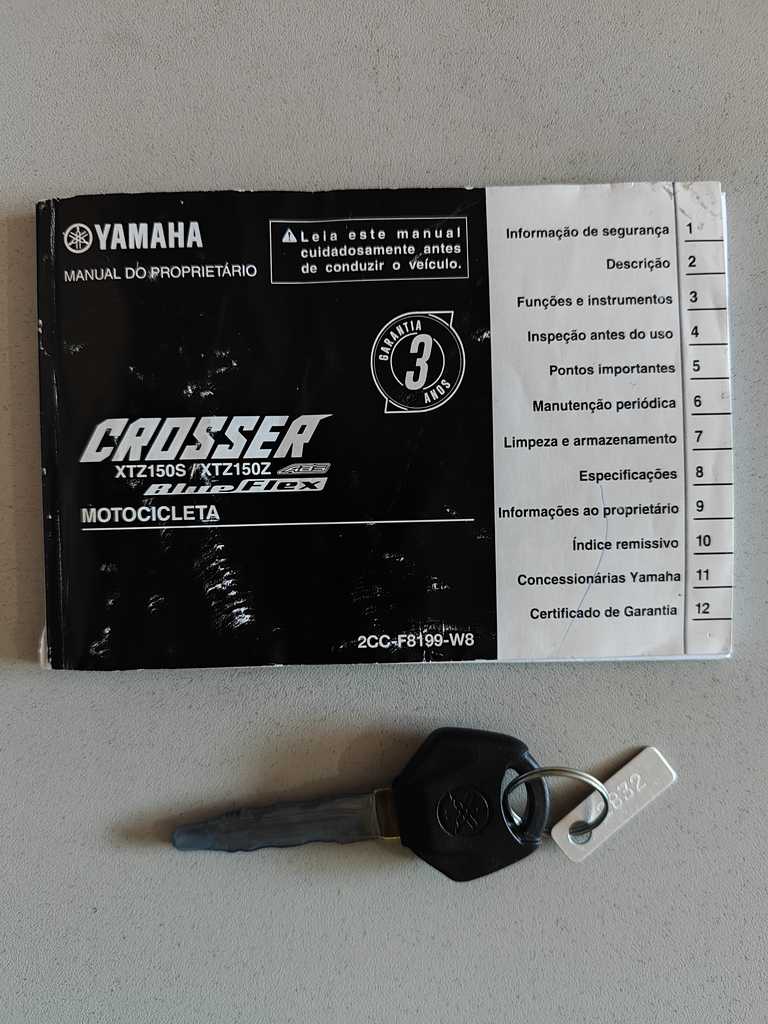 YAMAHA
MANUAL DO PROPRIETÁRIO
Leia este manual
cuidadosamente antes
de conduzir o veículo.
GARANTIA
3
ANOS
CROSSER
XTZ150S / XTZ150Z ABS
BlueFlex
MOTOCICLETA
2CC-F8199-W8
Informação de segurança 1
Descrição 2
Funções e instrumentos 3
Inspeção antes do uso 4
Pontos importantes 5
Manutenção periódica 6
Limpeza e armazenamento 7
Especificações 8
Informações ao proprietário 9
Índice remissivo 10
Concessionárias Yamaha 11
Certificado de Garantia 12